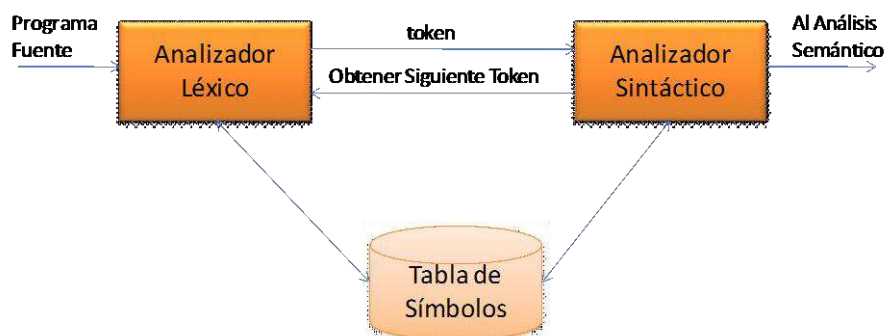 Programa
Fuente
Analizador
Léxico
token
Obtener Siguiente Token
Analizador
Sintáctico
Al Análisis
Semántico
Tabla de
Símbolos